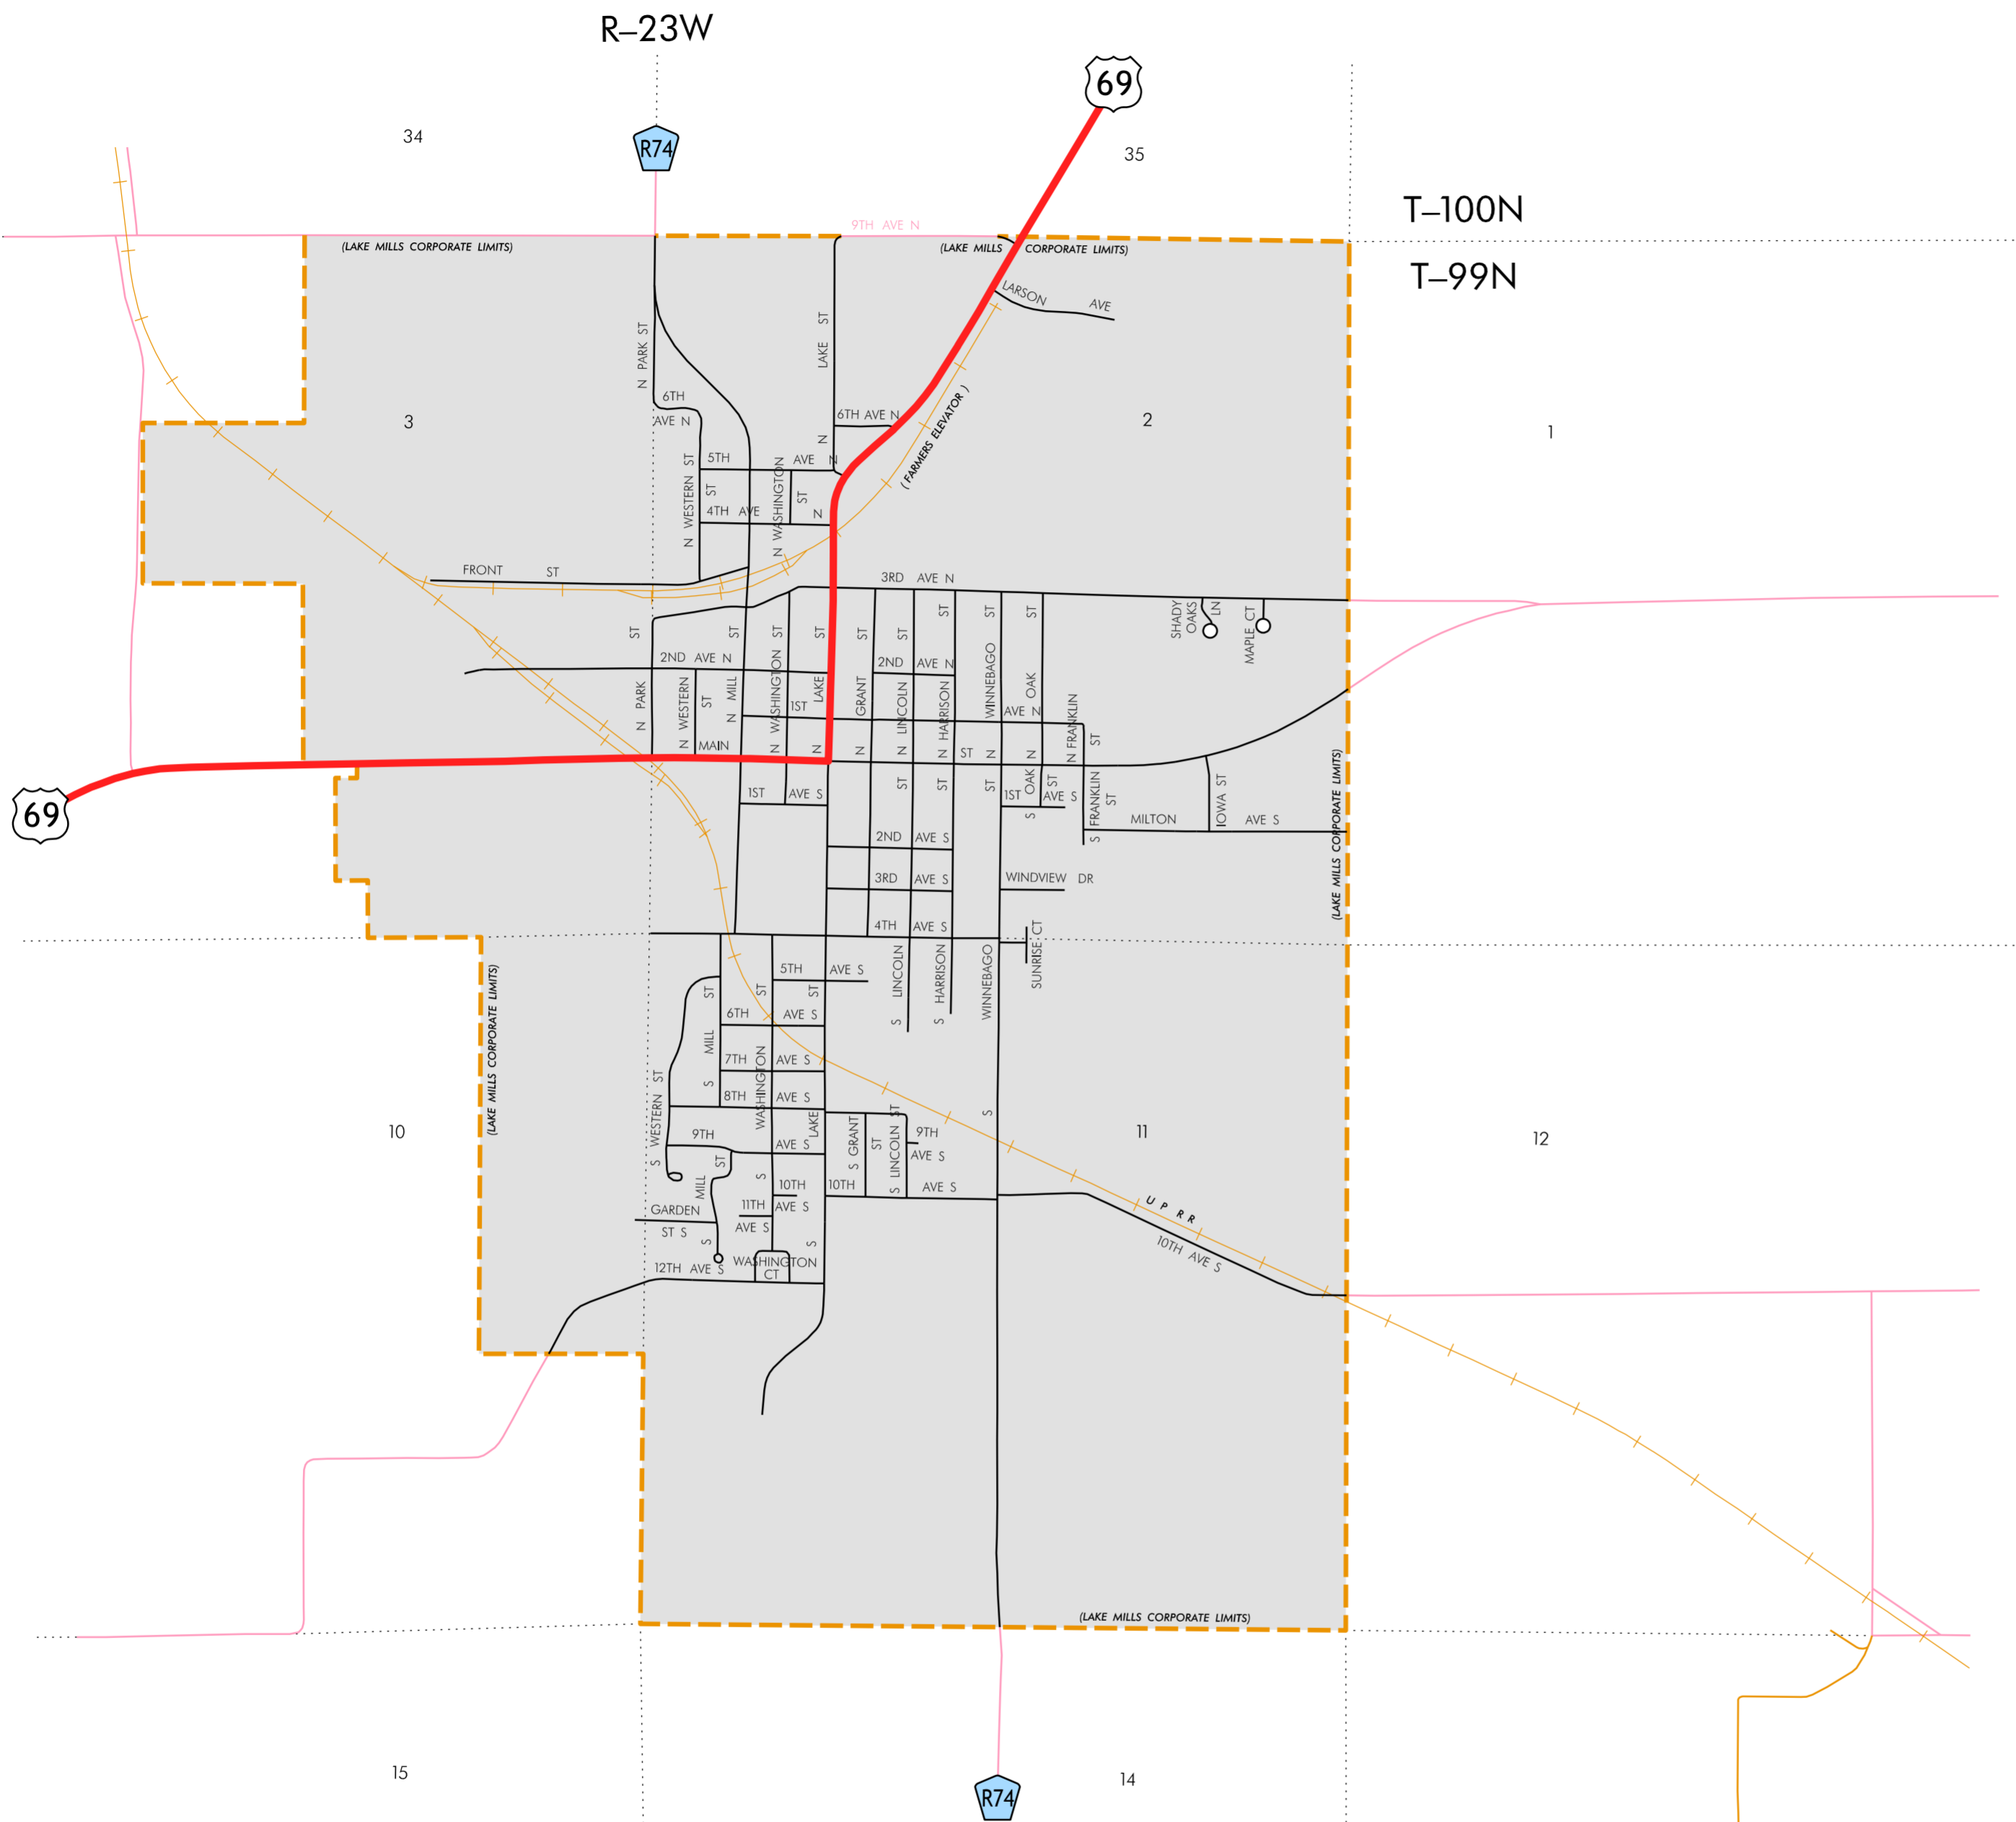 R–23W
69
34
R74
35
T–100N
9TH AVE N
(LAKE MILLS CORPORATE LIMITS)
(LAKE MILLS CORPORATE LIMITS)
T–99N
LARSON AVE
N PARK ST
LAKE ST
N
6TH
AVE N
6TH AVE N
(FARMERS ELEVATOR)
3
2
1
5TH AVE N
N WESTERN ST
ST
N WASHINGTON
ST
4TH AVE N
FRONT ST
3RD AVE N
SHADY
OAKS
LN
MAPLE CT
N PARK ST
2ND AVE N
2ND AVE N
N WESTERN
ST
N MILL ST
N WASHINGTON ST
N LAKE ST
N GRANT ST
N LINCOLN ST
N HARRISON ST
N WINNEBAGO ST
N OAK ST
N FRANKLIN
ST
1ST AVE N
MAIN ST
69
1ST AVE S
ST
ST
ST
1ST AVE S
S OAK
ST
S FRANKLIN
ST
IOWA ST
MILTON AVE S
(LAKE MILLS CORPORATE LIMITS)
2ND AVE S
3RD AVE S
WINDVIEW DR
4TH AVE S
S LINCOLN
S HARRISON
S WINNEBAGO
SUNRISE CT
(LAKE MILLS CORPORATE LIMITS)
5TH AVE S
S MILL ST
S WASHINGTON ST
S LAKE ST
6TH AVE S
7TH AVE S
8TH AVE S
S WESTERN ST
9TH AVE S
S GRANT
ST
S LINCOLN ST
9TH
AVE S
10
11
12
S MILL ST
10TH
AVE S
10TH AVE S
11TH
AVE S
GARDEN
ST S
WASHINGTON
CT
12TH AVE S
U P RR
10TH AVE S
(LAKE MILLS CORPORATE LIMITS)
15
14
R74